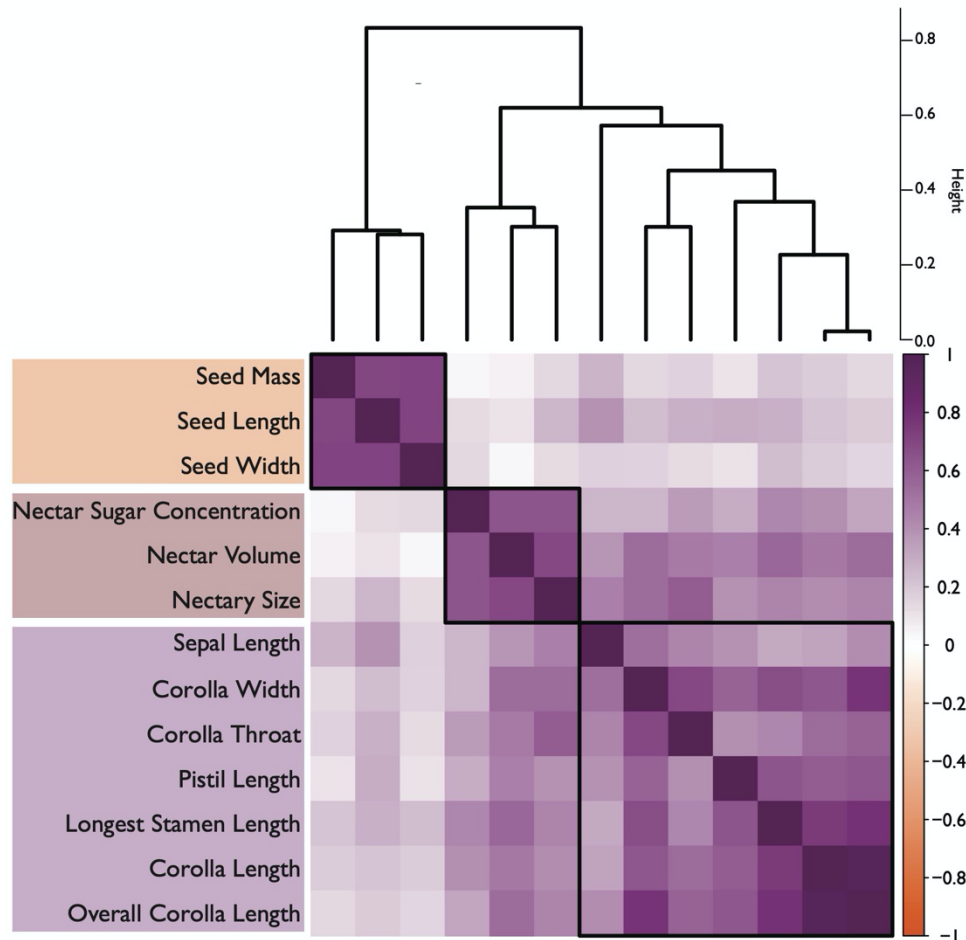 0.8
0.6
0.4
0.2
0.0
Height
Seed Mass
Seed Length
Seed Width
Nectar Sugar Concentration
Nectar Volume
Nectary Size
Sepal Length
Corolla Width
Corolla Throat
Pistil Length
Longest Stamen Length
Corolla Length
Overall Corolla Length
1
0.8
0.6
0.4
0.2
0
-0.2
-0.4
-0.6
-0.8
-1